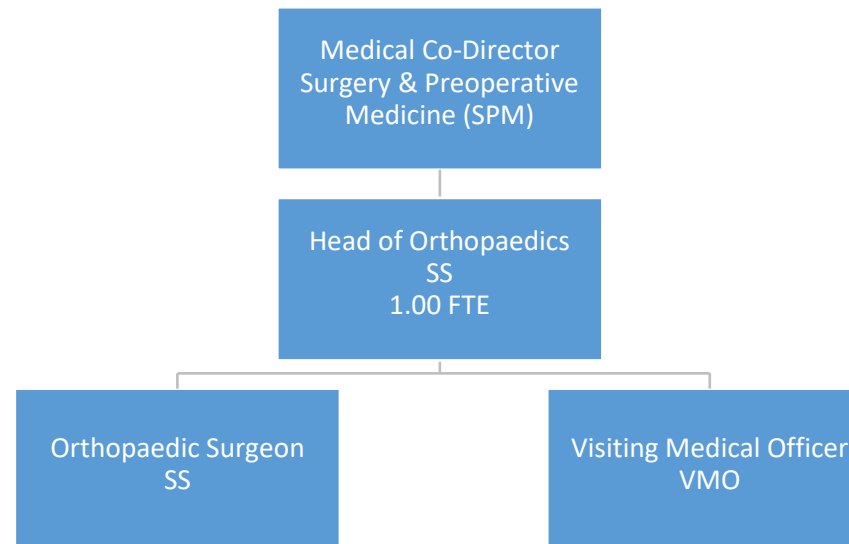 Medical Co-Director
Surgery & Preoperative
Medicine (SPM)
Head of Orthopaedics
SS
1.00 FTE
Orthopaedic Surgeon
SS
Visiting Medical Officer
VMO